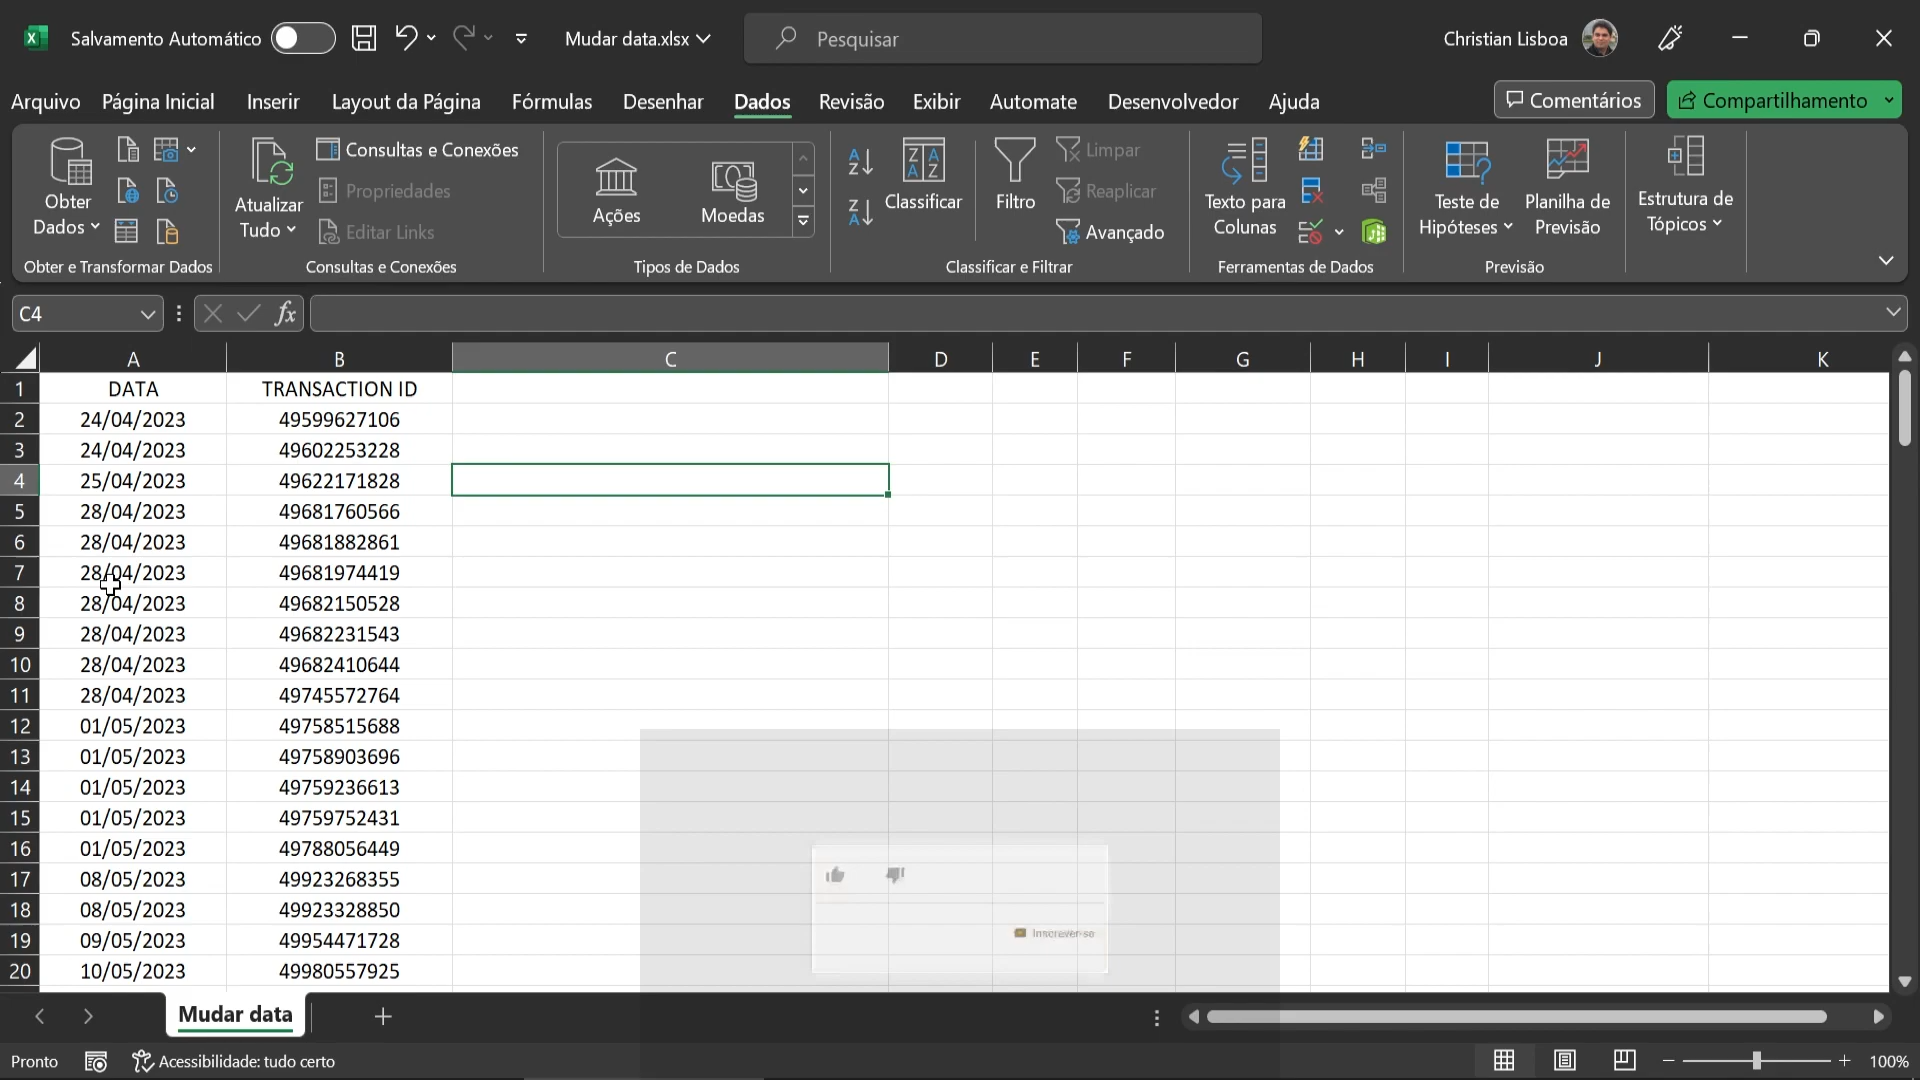 Salvamento Automático
Mudar data.xlsx
Pesquisar
Christian Lisboa
Arquivo Página Inicial Inserir Layout da Página Fórmulas Desenhar Dados Revisão Exibir Automate Desenvolvedor Ajuda
Comentários
Compartilhamento
Obter Dados
Obter e Transformar Dados
Atualizar Tudo
Consultas e Conexões
Propriedades
Editar Links
Consultas e Conexões
Ações
Moedas
Tipos de Dados
Classificar
Filtro
Limpar
Reaplicar
Avançado
Classificar e Filtrar
Texto para Colunas
Ferramentas de Dados
Teste de Hipóteses
Planilha de Previsão
Previsão
Estrutura de Tópicos
C4
fx
A B C D E F G H I J K
1 DATA TRANSACTION ID
2 24/04/2023 49599627106
3 24/04/2023 49602253228
4 25/04/2023 49622171828
5 28/04/2023 49681760566
6 28/04/2023 49681882861
7 28/04/2023 49681974419
8 28/04/2023 49682150528
9 28/04/2023 49682231543
10 28/04/2023 49682410644
11 28/04/2023 49745572764
12 01/05/2023 49758515688
13 01/05/2023 49758903696
14 01/05/2023 49759236613
15 01/05/2023 49759752431
16 01/05/2023 49788056449
17 08/05/2023 49923268355
18 08/05/2023 49923328850
19 09/05/2023 49954471728
20 10/05/2023 49980557925
Mudar data
Pronto
Acessibilidade: tudo certo
100%